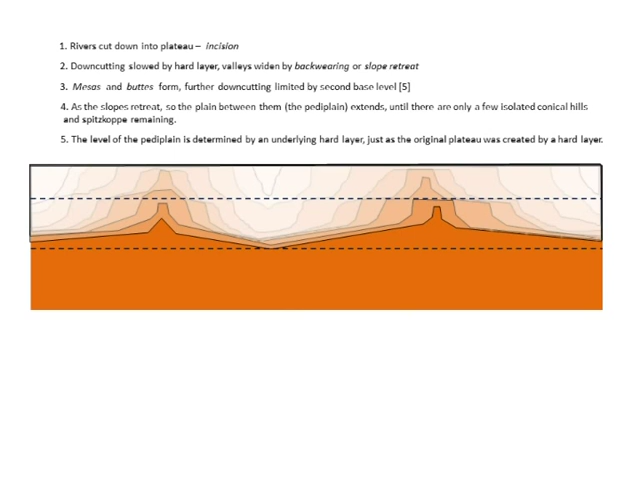 1. Rivers cut down into plateau – incision
2. Downcutting slowed by hard layer, valleys widen by backwearing or slope retreat
3. Mesas and buttes form, further downcutting limited by second base level [5]
4. As the slopes retreat, so the plain between them (the pediplain) extends, until there are only a few isolated conical hills
and spitzkoppe remaining.
5. The level of the pediplain is determined by an underlying hard layer, just as the original plateau was created by a hard layer.